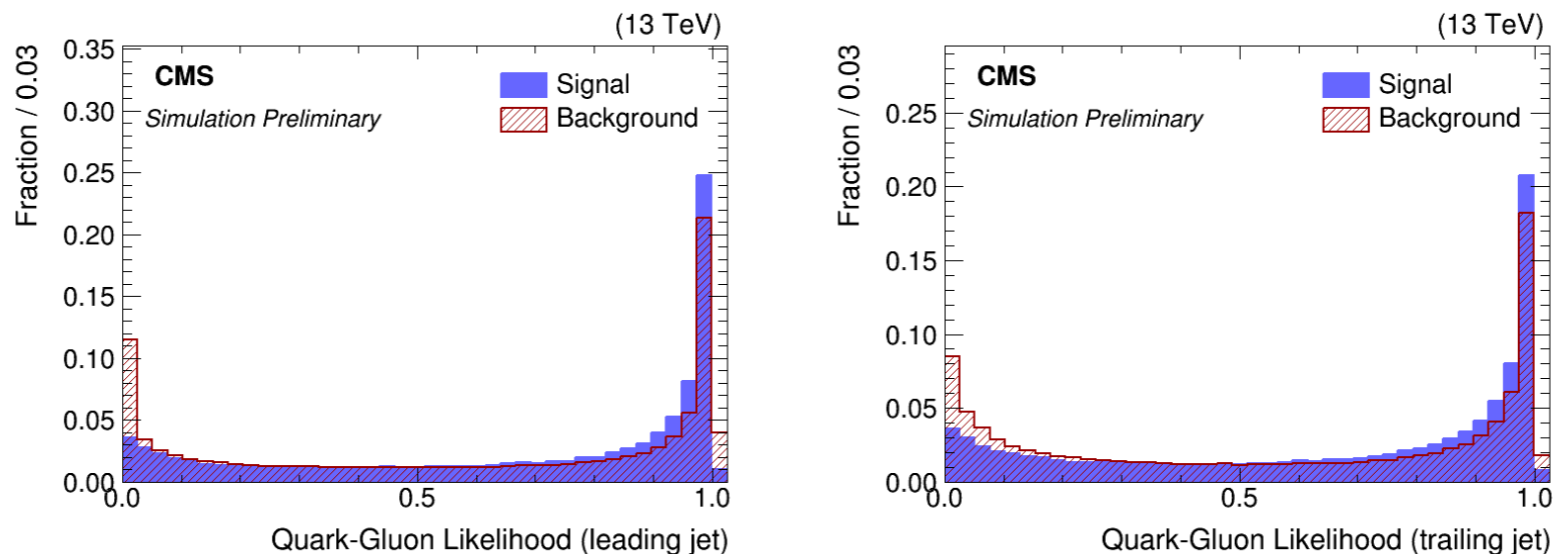 (13 TeV)
CMS
Simulation Preliminary
Signal
Background
Fraction / 0.03
0.35
0.30
0.25
0.20
0.15
0.10
0.05
0.00
0.0
0.5
1.0
Quark-Gluon Likelihood (leading jet)
(13 TeV)
CMS
Simulation Preliminary
Signal
Background
Fraction / 0.03
0.25
0.20
0.15
0.10
0.05
0.00
0.0
0.5
1.0
Quark-Gluon Likelihood (trailing jet)